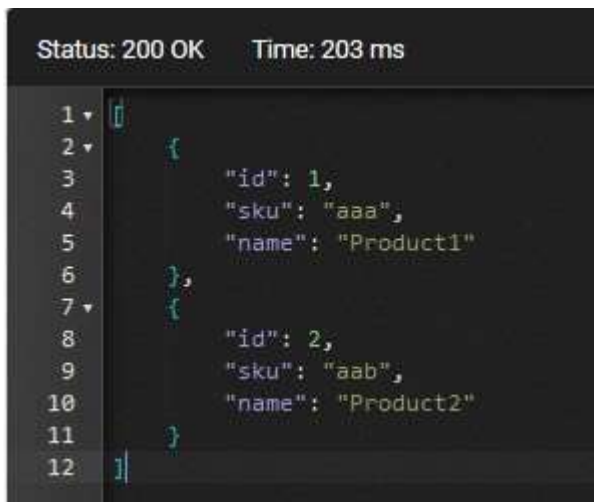 Status: 200 OK Time: 203 ms
1 [
2 {
3 "id": 1,
4 "sku": "aaa",
5 "name": "Product1"
6 },
7 {
8 "id": 2,
9 "sku": "aab",
10 "name": "Product2"
11 }
12 ]